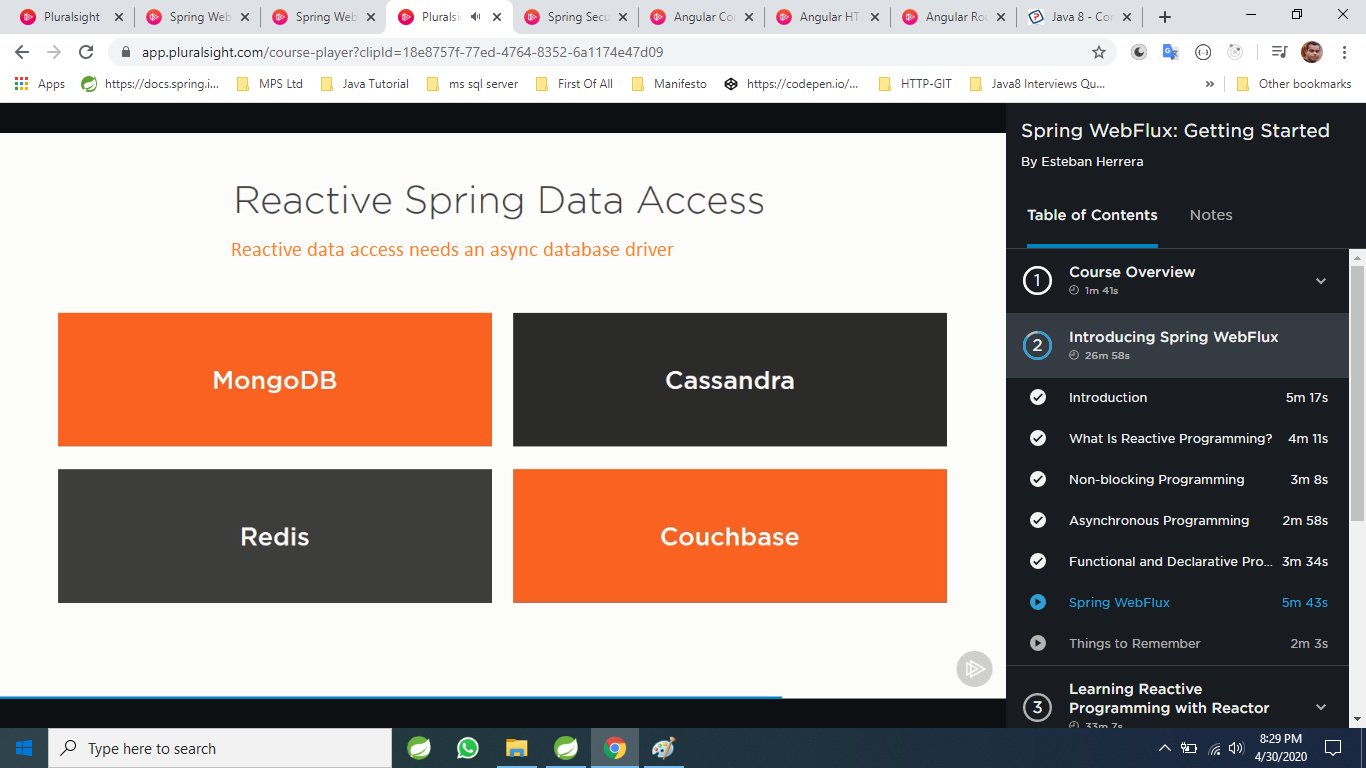 Pluralsight
Spring Web
Spring Web
Pluralsi
Spring Secu
Angular Co
Angular HT
Angular Rou
Java 8 - Con
app.pluralsight.com/course-player?clipId=18e8757f-77ed-4764-8352-6a1174e47d09
Apps
https://docs.spring.i...
MPS Ltd
Java Tutorial
ms sql server
First Of All
Manifesto
https://codepen.io/...
HTTP-GIT
Java8 Interviews Qu...
»
Other bookmarks
Reactive Spring Data Access
Reactive data access needs an async database driver
MongoDB
Cassandra
Redis
Couchbase
Spring WebFlux: Getting Started
By Esteban Herrera
Table of Contents
Notes
1
Course Overview
1m 41s
2
Introducing Spring WebFlux
26m 58s
Introduction 5m 17s
What Is Reactive Programming? 4m 11s
Non-blocking Programming 3m 8s
Asynchronous Programming 2m 58s
Functional and Declarative Pro... 3m 34s
Spring WebFlux 5m 43s
Things to Remember 2m 3s
3
Learning Reactive
Programming with Reactor
33m 7s
Type here to search
8:29 PM
4/30/2020